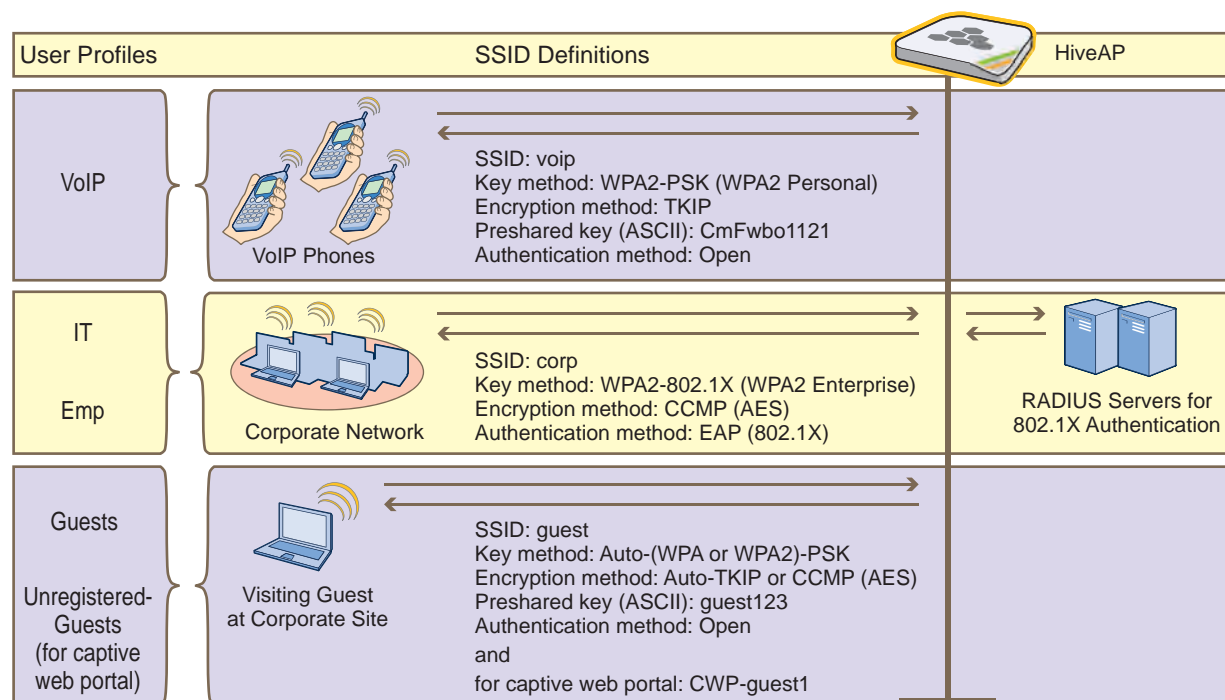 User Profiles
SSID Definitions
HiveAP
VoIP
VoIP Phones
SSID: voip
Key method: WPA2-PSK (WPA2 Personal)
Encryption method: TKIP
Preshared key (ASCII): CmFwbo1121
Authentication method: Open
IT
Emp
Corporate Network
SSID: corp
Key method: WPA2-802.1X (WPA2 Enterprise)
Encryption method: CCMP (AES)
Authentication method: EAP (802.1X)
RADIUS Servers for
802.1X Authentication
Guests
Unregistered-
Guests
(for captive
web portal)
Visiting Guest
at Corporate Site
SSID: guest
Key method: Auto-(WPA or WPA2)-PSK
Encryption method: Auto-TKIP or CCMP (AES)
Preshared key (ASCII): guest123
Authentication method: Open
and
for captive web portal: CWP-guest1